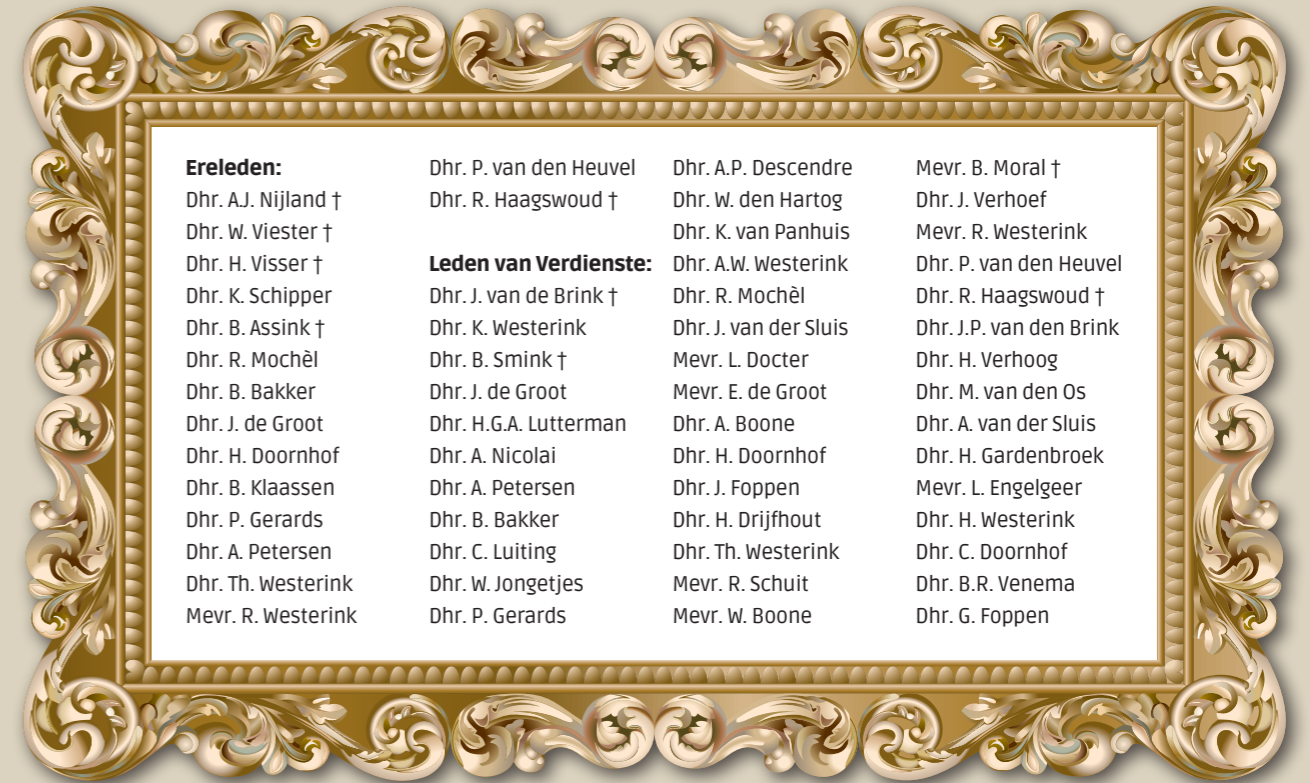 Ereleden:
Dhr. A.J. Nijland †
Dhr. W. Viester †
Dhr. H. Visser †
Dhr. K. Schipper
Dhr. B. Assink †
Dhr. R. Mochèl
Dhr. B. Bakker
Dhr. J. de Groot
Dhr. H. Doornhof
Dhr. B. Klaassen
Dhr. P. Gerards
Dhr. A. Petersen
Dhr. Th. Westerink
Mevr. R. Westerink
Dhr. P. van den Heuvel
Dhr. R. Haagswoud †
Leden van Verdienste:
Dhr. J. van de Brink †
Dhr. K. Westerink
Dhr. B. Smink †
Dhr. J. de Groot
Dhr. H.G.A. Lutterman
Dhr. A. Nicolai
Dhr. A. Petersen
Dhr. B. Bakker
Dhr. C. Luiting
Dhr. W. Jongetjes
Dhr. P. Gerards
Dhr. A.P. Descendre
Dhr. W. den Hartog
Dhr. K. van Panhuis
Dhr. A.W. Westerink
Dhr. R. Mochèl
Dhr. J. van der Sluis
Mevr. L. Docter
Mevr. E. de Groot
Dhr. A. Boone
Dhr. H. Doornhof
Dhr. J. Foppen
Dhr. H. Drijfhout
Dhr. Th. Westerink
Mevr. R. Schuit
Mevr. W. Boone
Mevr. B. Moral †
Dhr. J. Verhoef
Mevr. R. Westerink
Dhr. P. van den Heuvel
Dhr. R. Haagswoud †
Dhr. J.P. van den Brink
Dhr. H. Verhoog
Dhr. M. van den Os
Dhr. A. van der Sluis
Dhr. H. Gardenbroek
Mevr. L. Engelgeer
Dhr. H. Westerink
Dhr. C. Doornhof
Dhr. B.R. Venema
Dhr. G. Foppen